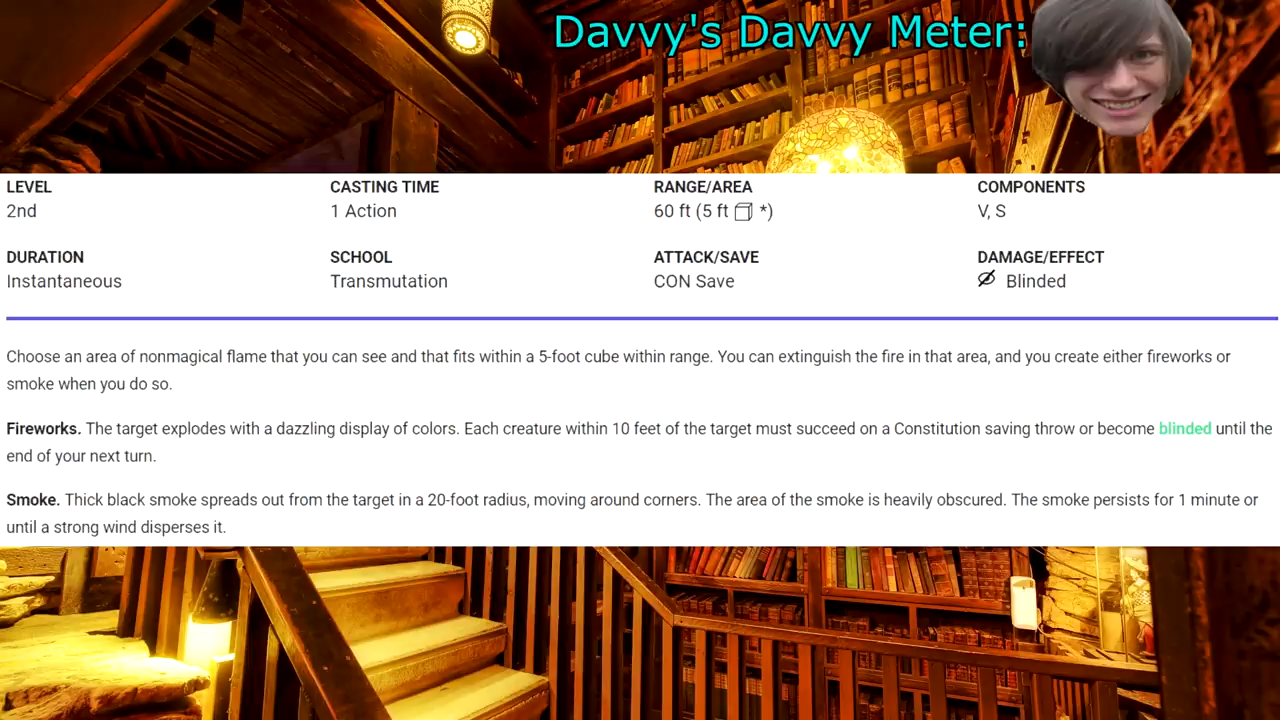 Davvy's Davvy Meter:
LEVEL CASTING TIME RANGE/AREA COMPONENTS
2nd 1 Action 60 ft (5 ft *) V, S
DURATION SCHOOL ATTACK/SAVE DAMAGE/EFFECT
Instantaneous Transmutation CON Save Blinded
Choose an area of nonmagical flame that you can see and that fits within a 5-foot cube within range. You can extinguish the fire in that area, and you create either fireworks or
smoke when you do so.
Fireworks. The target explodes with a dazzling display of colors. Each creature within 10 feet of the target must succeed on a Constitution saving throw or become blinded until the
end of your next turn.
Smoke. Thick black smoke spreads out from the target in a 20-foot radius, moving around corners. The area of the smoke is heavily obscured. The smoke persists for 1 minute or
until a strong wind disperses it.